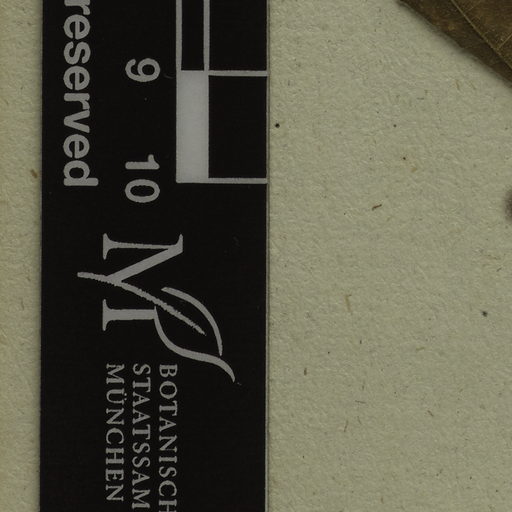 reserved
9 10
M
BOTANISCH
STAATSSAM
MÜNCHEN